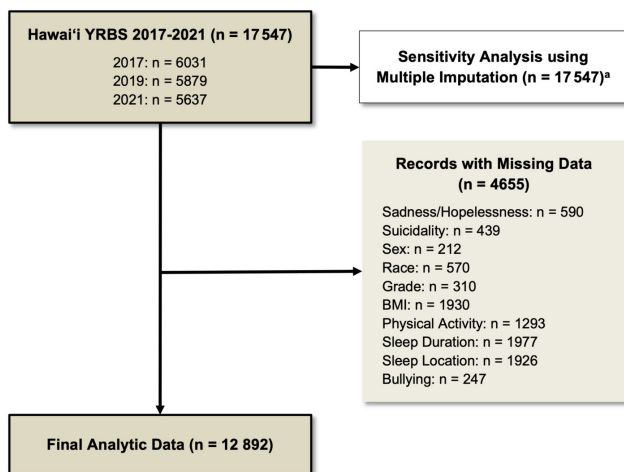 Hawaiʻi YRBS 2017-2021 (n = 17 547)
2017: n = 6031
2019: n = 5879
2021: n = 5637
Sensitivity Analysis using
Multiple Imputation (n = 17 547)ª
Records with Missing Data
(n = 4655)
Sadness/Hopelessness: n = 590
Suicidality: n = 439
Sex: n = 212
Race: n = 570
Grade: n = 310
BMI: n = 1930
Physical Activity: n = 1293
Sleep Duration: n = 1977
Sleep Location: n = 1926
Bullying: n = 247
Final Analytic Data (n = 12 892)